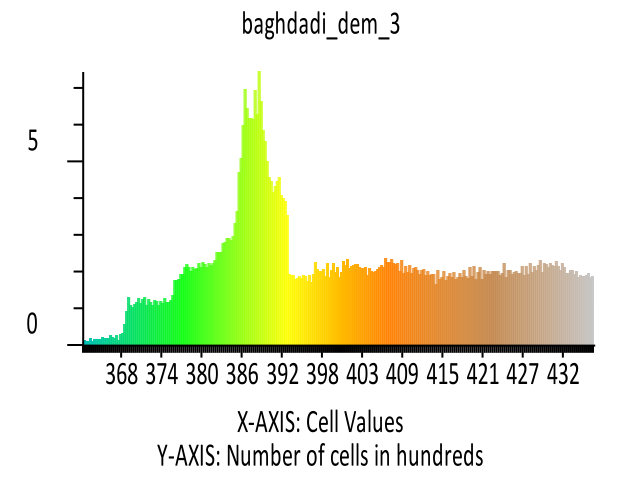 baghdadi_dem_3
5
0
368 374 380 386 392 398 403 409 415 421 427 432
X-AXIS: Cell Values
Y-AXIS: Number of cells in hundreds